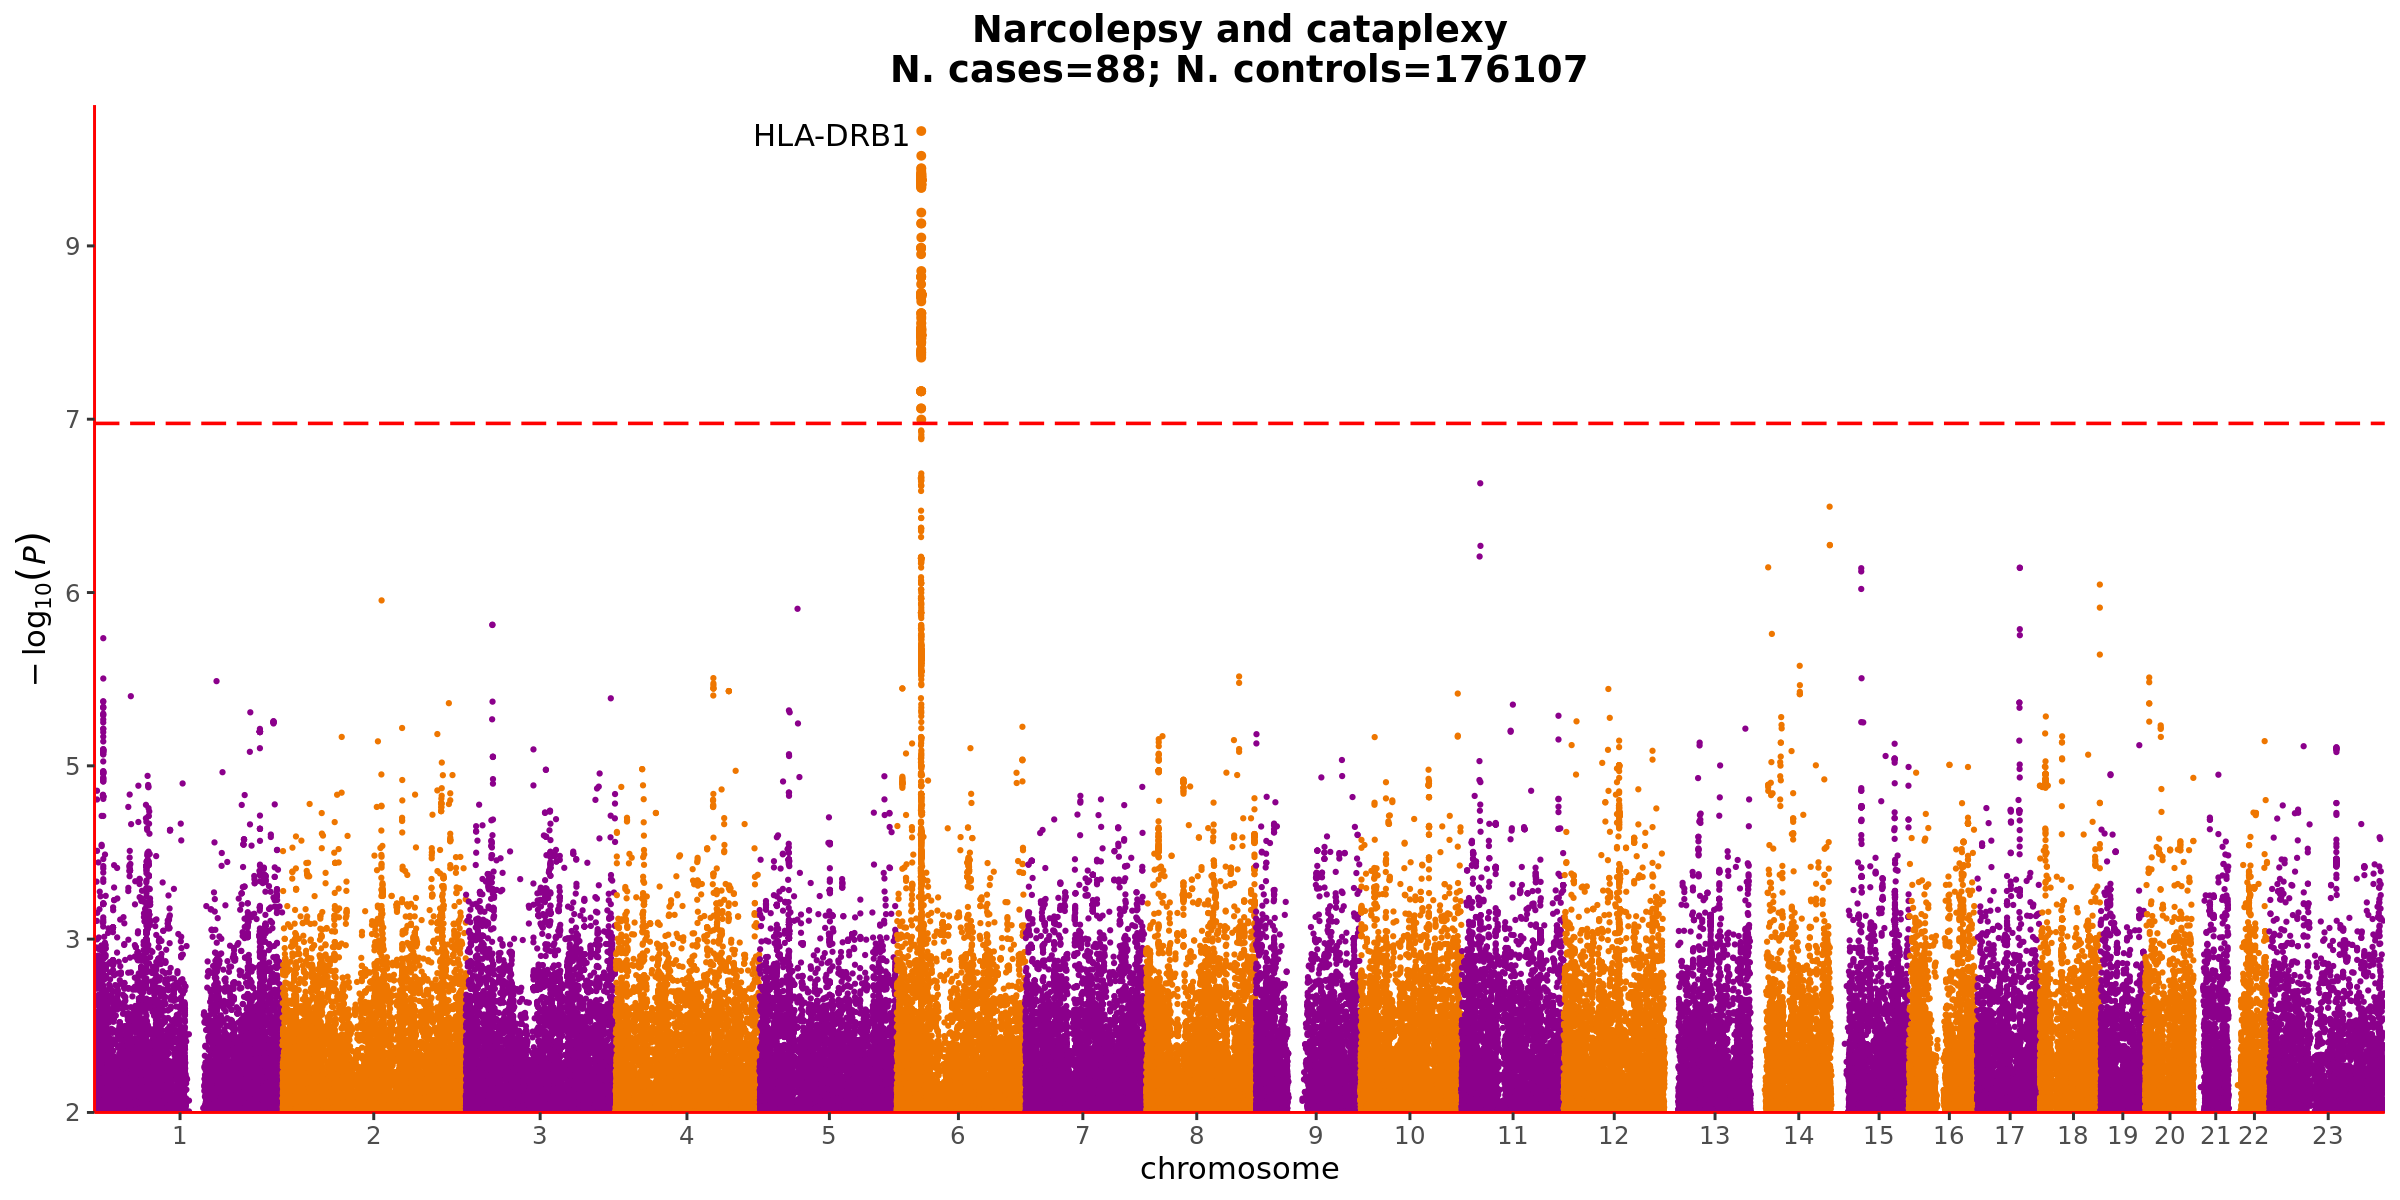 Narcolepsy and cataplexy
N. cases=88; N. controls=176107
HLA-DRB1
9
7
6
5
3
2
−log10(P)
1 2 3 4 5 6 7 8 9 10 11 12 13 14 15 16 17 18 19 20 21 22 23
chromosome